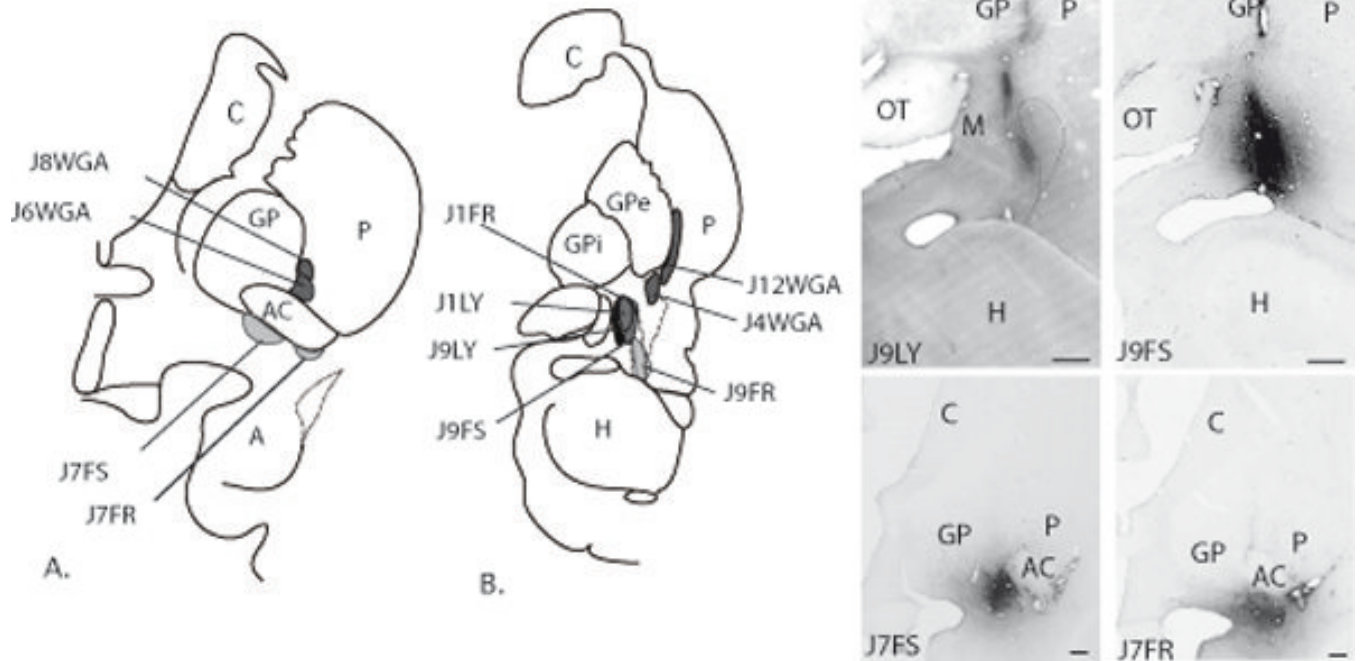 C
J8WGA
J6WGA
GP
P
AC
A
J7FS
J7FR
A.
C
GPe
GPi
P
J1FR
J12WGA
J1LY
J4WGA
J9LY
J9FR
J9FS
H
B.
GP P
OT
M
H
J9LY
GP P
OT
H
J9FS
C
GP
P
AC
J7FS
C
GP
P
AC
J7FR